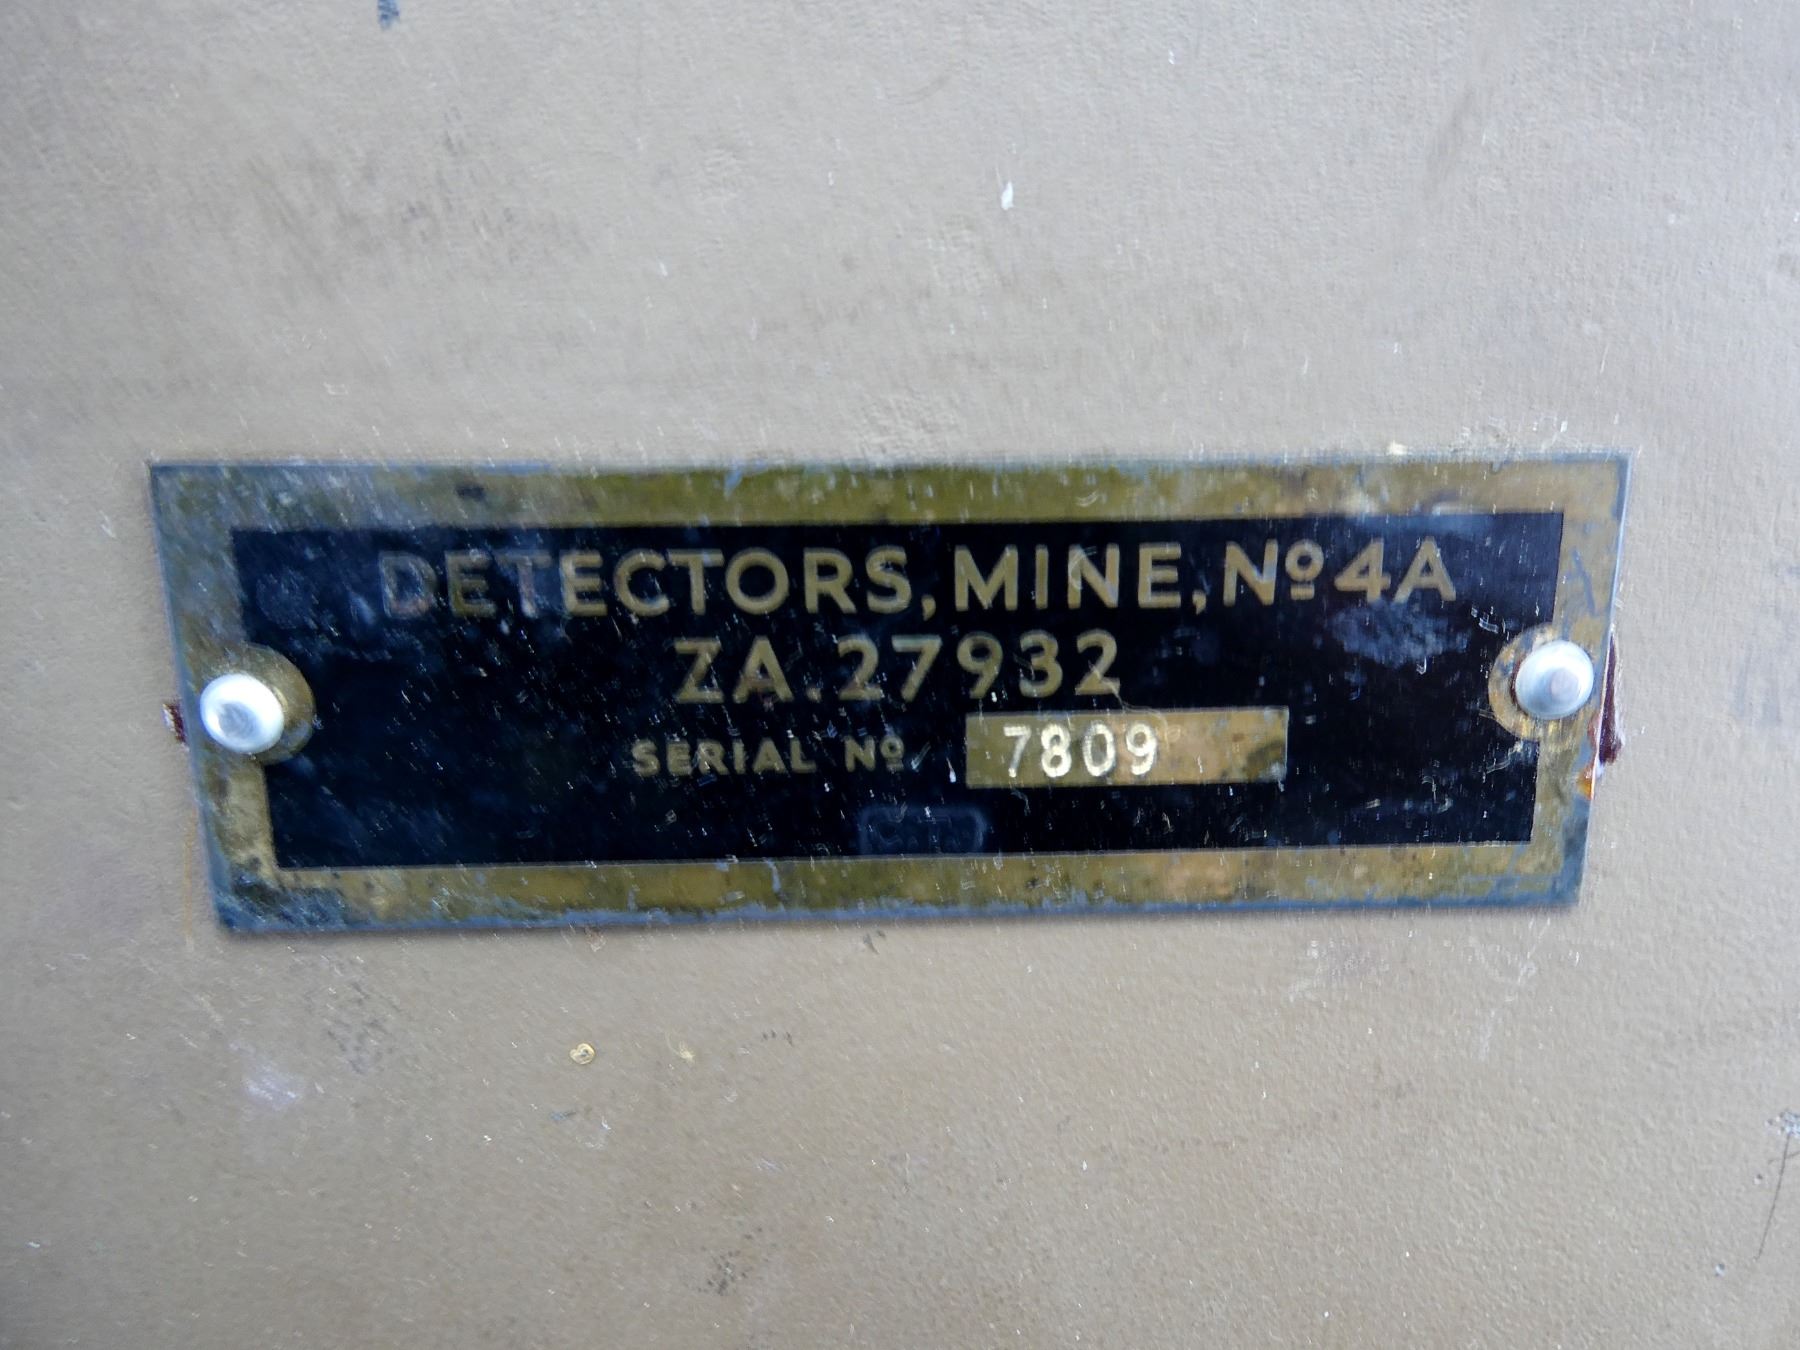 DETECTORS, MINE, Nº 4A
ZA. 27932
SERIAL Nº 7809